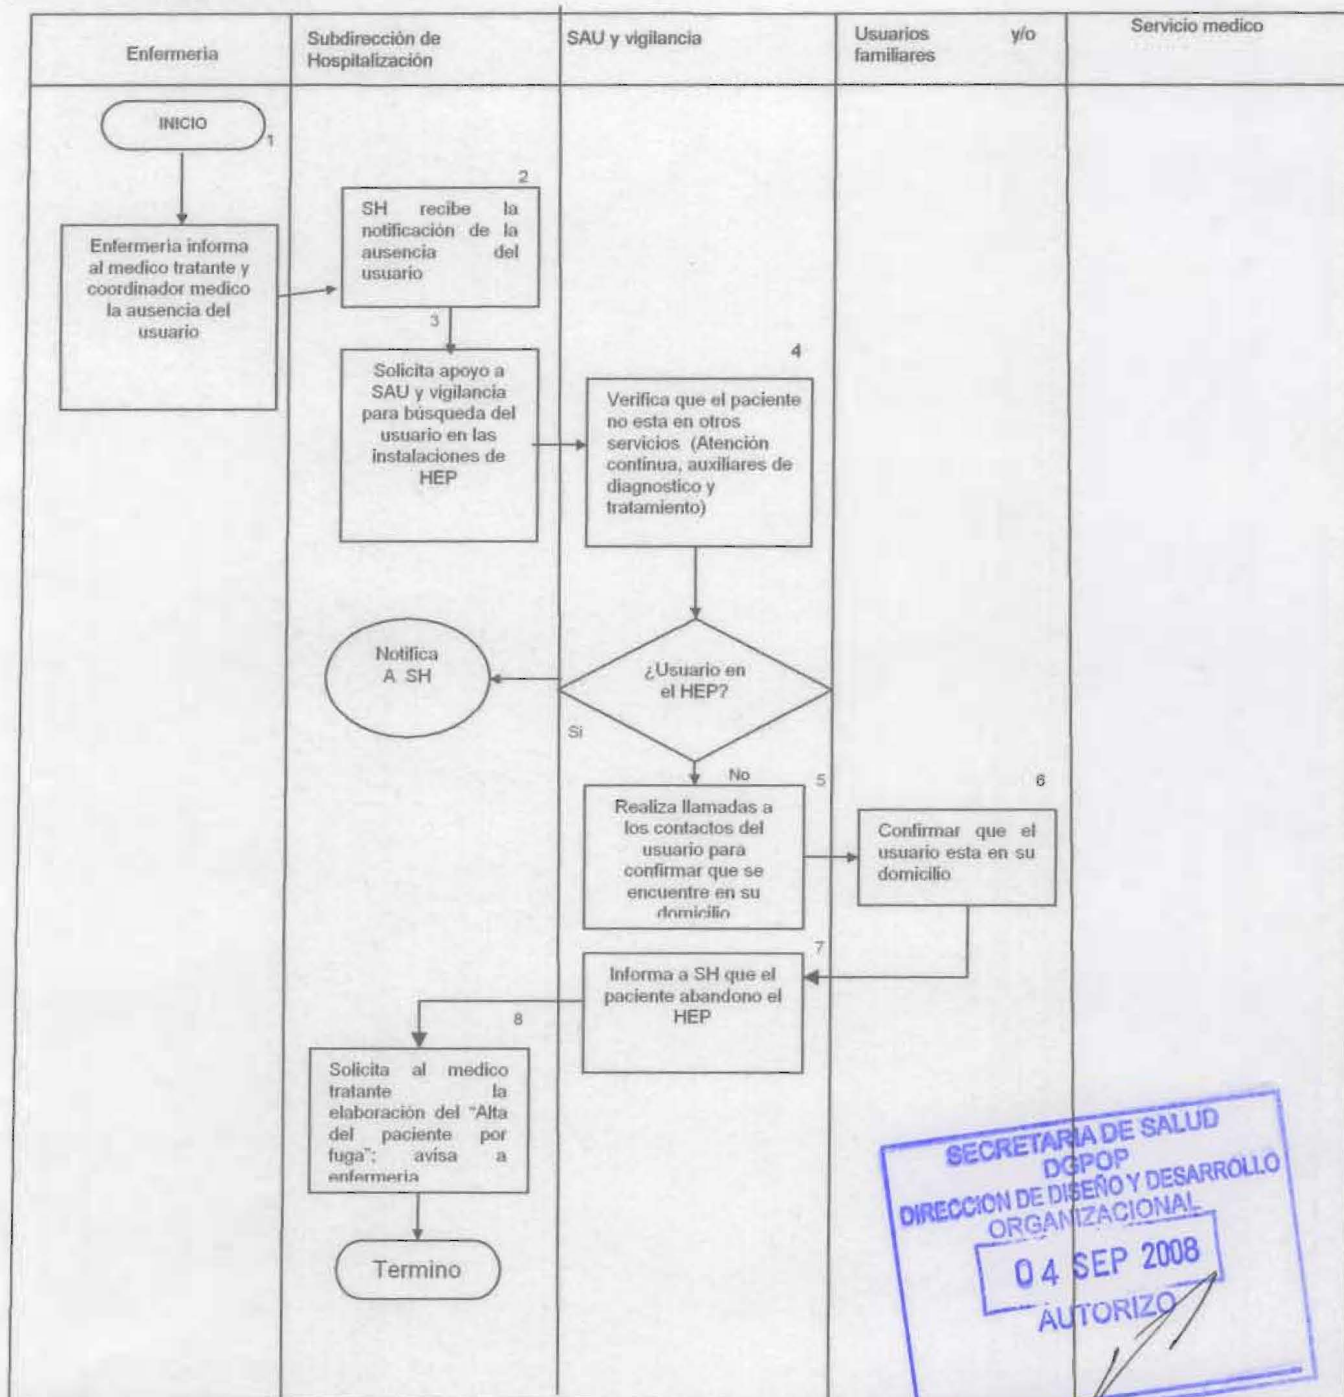 Enfermeria
Subdirección de
Hospitalización
SAU y vigilancia
Usuarios y/o
familiares
Servicio medico
INICIO
1
Enfermeria informa
al medico tratante y
coordinador medico
la ausencia del
usuario
2
SH recibe la
notificación de la
ausencia del
usuario
3
Solicita apoyo a
SAU y vigilancia
para búsqueda del
usuario en las
instalaciones de
HEP
4
Verifica que el paciente
no esta en otros
servicios (Atención
continua, auxiliares de
diagnostico y
tratamiento)
¿Usuario en
el HEP?
Si
Notifica
A SH
No
5
Realiza llamadas a
los contactos del
usuario para
confirmar que se
encuentre en su
domicilio
6
Confirmar que el
usuario esta en su
domicilio
7
Informa a SH que el
paciente abandono el
HEP
8
Solicita al medico
tratante la
elaboración del "Alta
del paciente por
fuga"; avisa a
enfermeria
Termino
SECRETARIA DE SALUD
DGPOP
DIRECCION DE DISEÑO Y DESARROLLO
ORGANIZACIONAL
04 SEP 2008
AUTORIZO